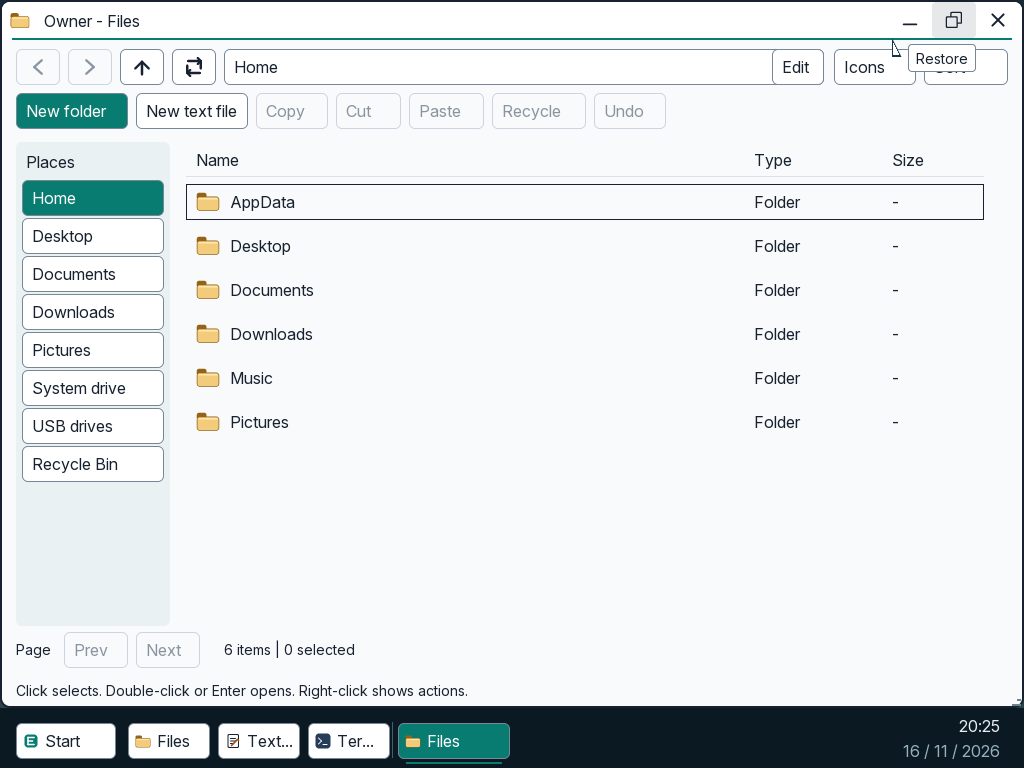 Owner - Files
Restore
Home
Edit
Icons
New folder
New text file
Copy
Cut
Paste
Recycle
Undo
Places
Home
Desktop
Documents
Downloads
Pictures
System drive
USB drives
Recycle Bin
Name Type Size
AppData Folder -
Desktop Folder -
Documents Folder -
Downloads Folder -
Music Folder -
Pictures Folder -
Page
Prev
Next
6 items | 0 selected
Click selects. Double-click or Enter opens. Right-click shows actions.
Start
Files
Text...
Ter...
Files
20:25
16 / 11 / 2026